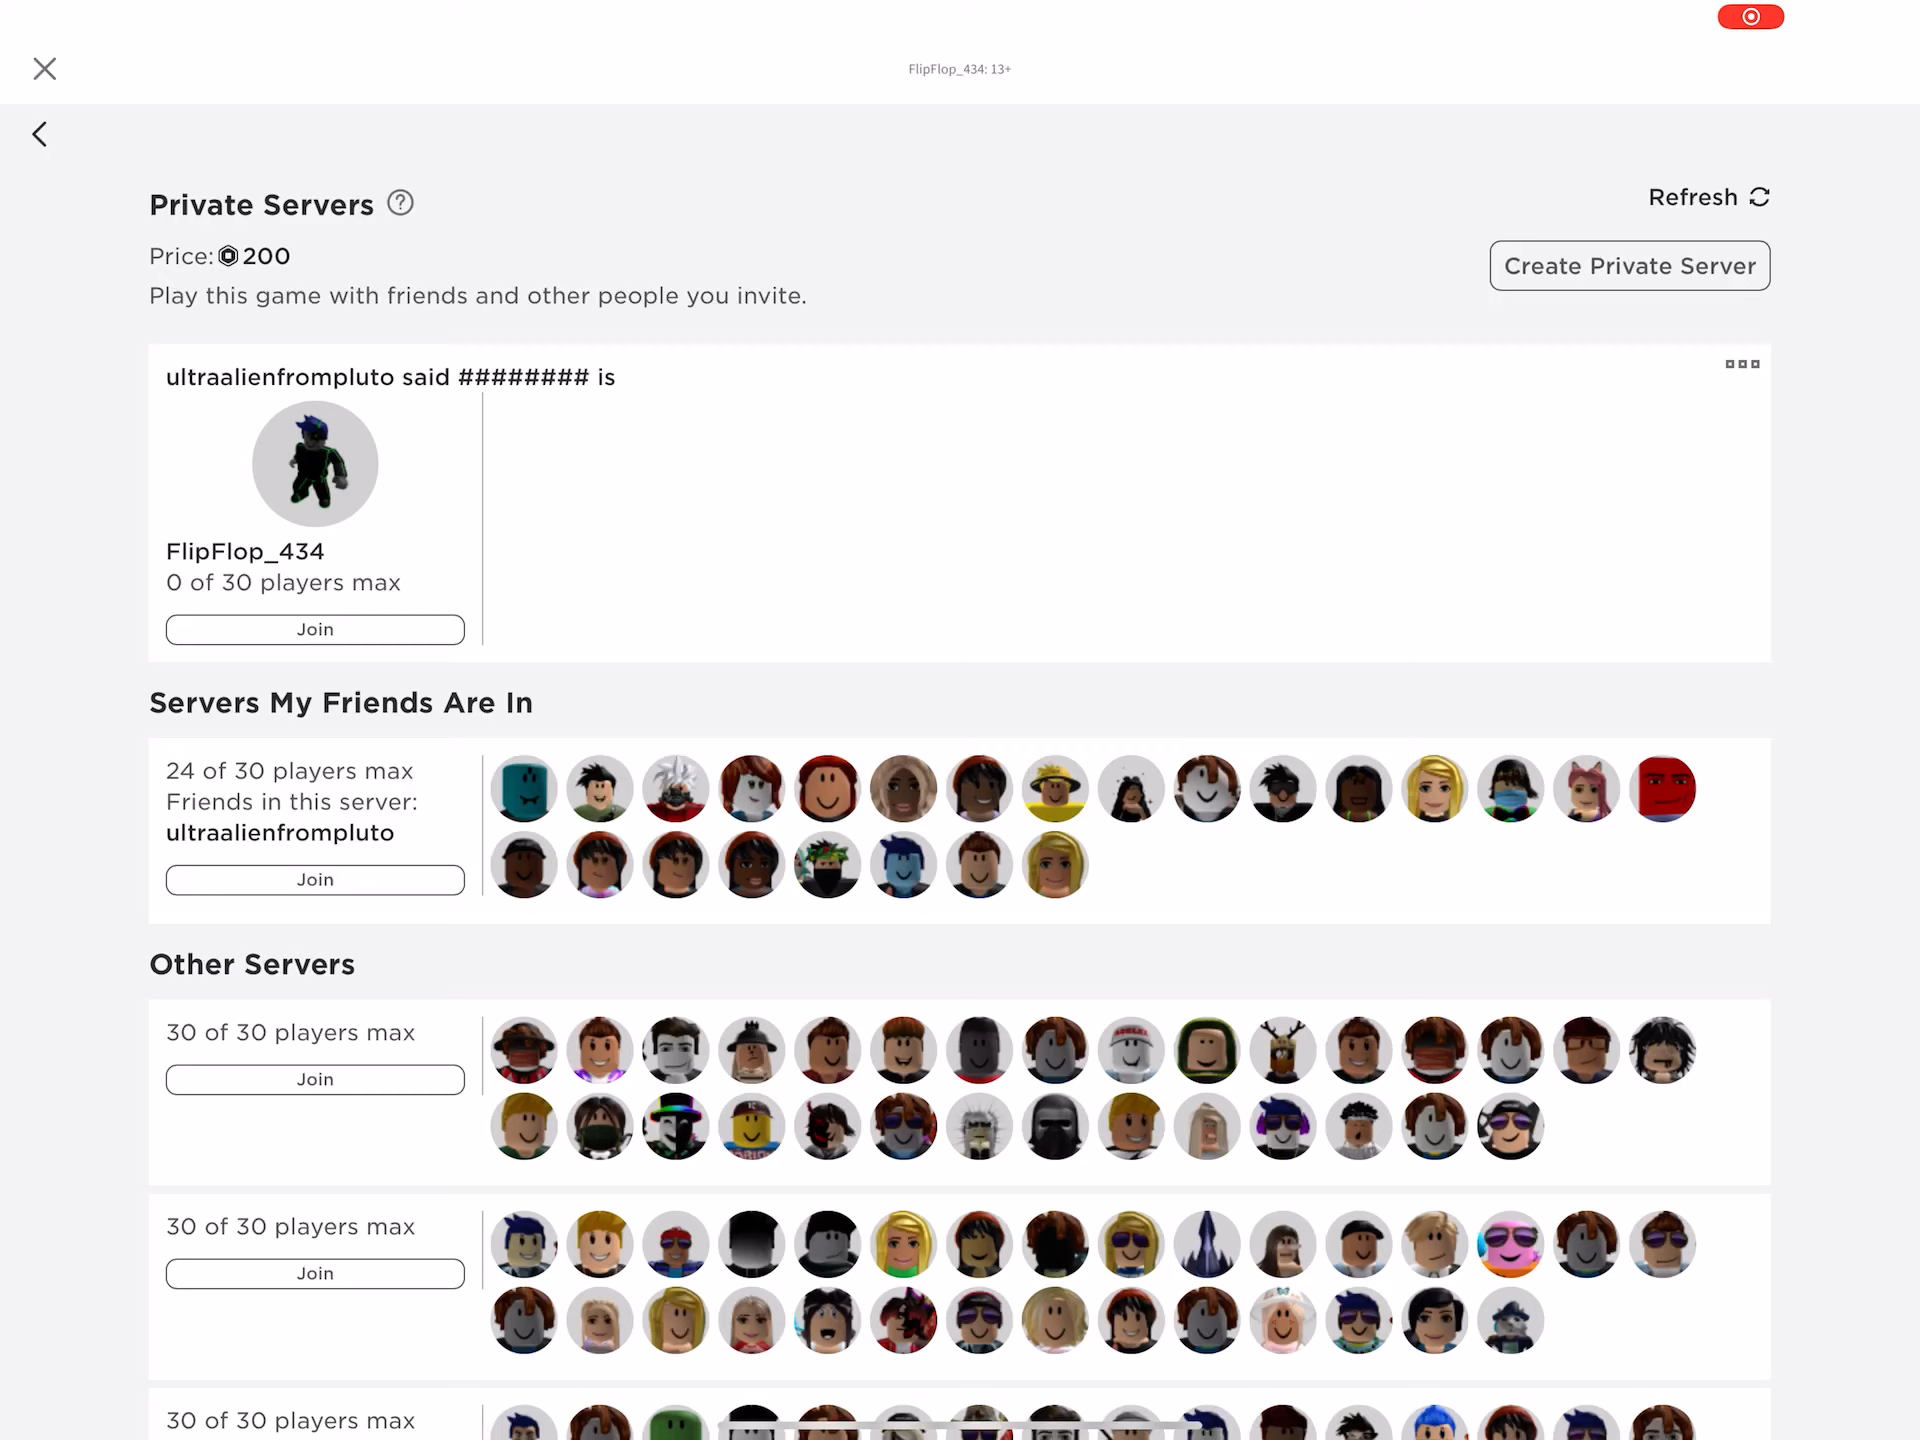 FlipFlop_434: 13+
Private Servers
Refresh
Price: 200
Create Private Server
Play this game with friends and other people you invite.
ultraalienfrompluto said ######## is
FlipFlop_434
0 of 30 players max
Join
Servers My Friends Are In
24 of 30 players max
Friends in this server:
ultraalienfrompluto
Join
Other Servers
30 of 30 players max
Join
30 of 30 players max
Join
30 of 30 players max